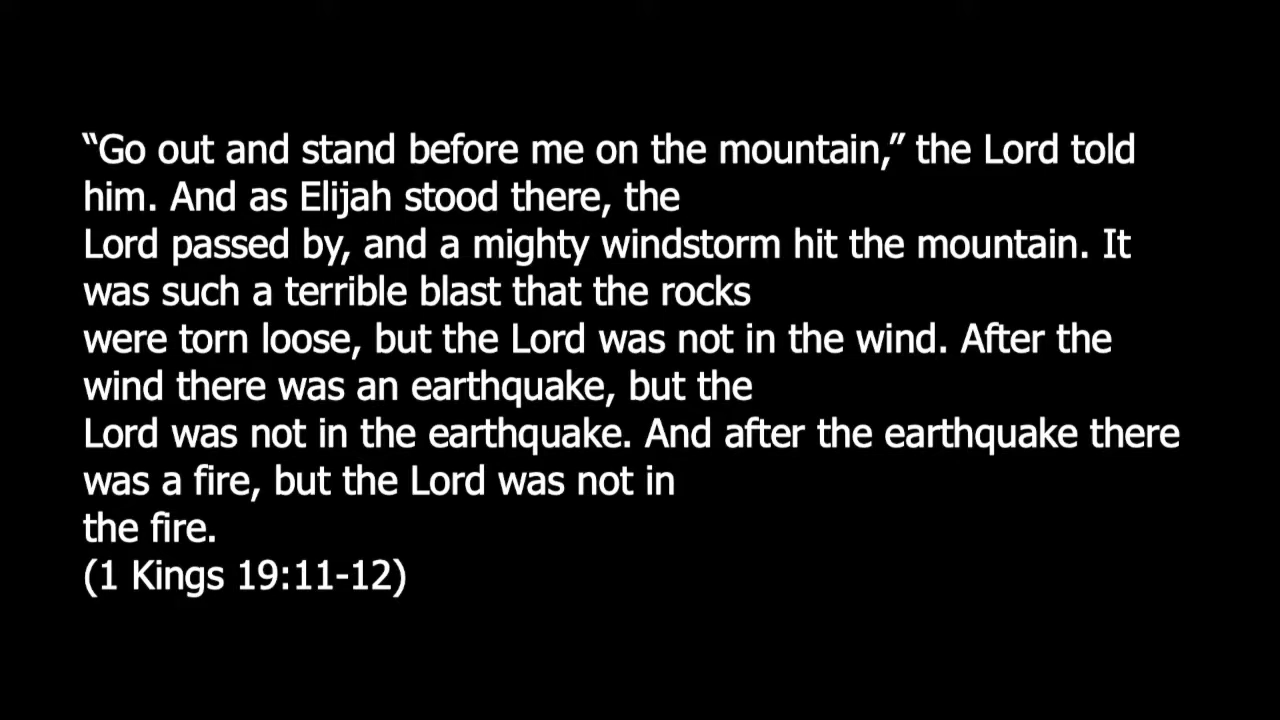 “Go out and stand before me on the mountain,” the Lord told
him. And as Elijah stood there, the
Lord passed by, and a mighty windstorm hit the mountain. It
was such a terrible blast that the rocks
were torn loose, but the Lord was not in the wind. After the
wind there was an earthquake, but the
Lord was not in the earthquake. And after the earthquake there
was a fire, but the Lord was not in
the fire.
(1 Kings 19:11-12)